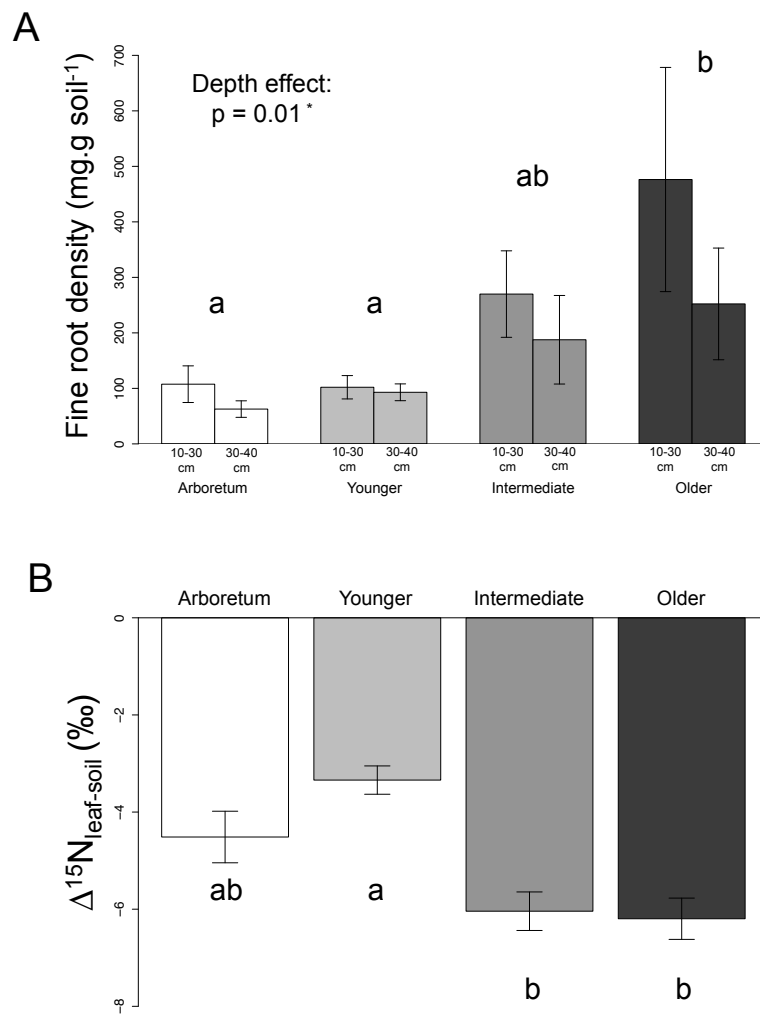 A
Fine root density (mg.g soil⁻¹)
700
600
500
400
300
200
100
0
Depth effect:
p = 0.01 *
a
a
ab
b
10-30 30-40 10-30 30-40 10-30 30-40 10-30 30-40
cm cm cm cm cm cm cm cm
Arboretum Younger Intermediate Older
B
Arboretum Younger Intermediate Older
Δ¹⁵N leaf-soil (‰)
0
-2
-4
-6
-8
ab
a
b
b